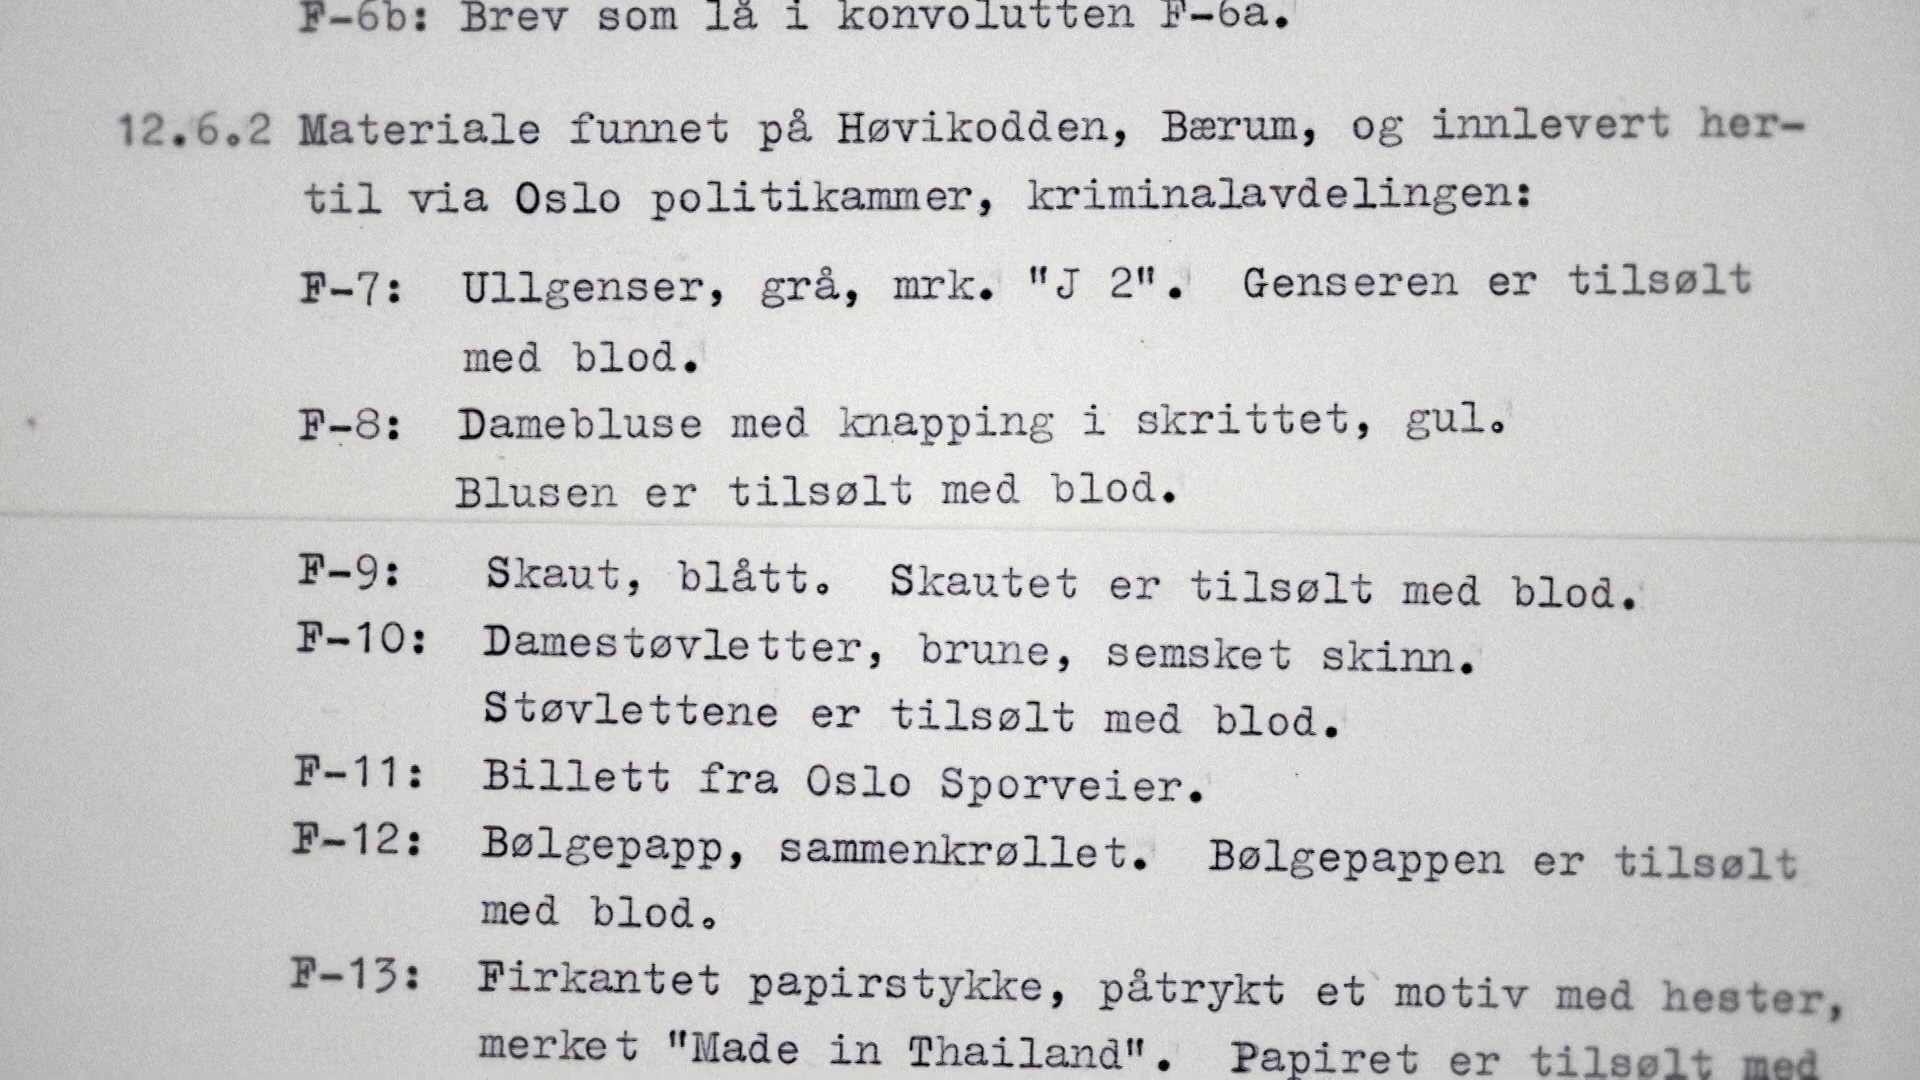 F-6b: Brev som lå i konvolutten F-6a.
12.6.2 Materiale funnet på Høvikodden, Bærum, og innlevert her-
til via Oslo politikammer, kriminalavdelingen:
F-7: Ullgenser, grå, mrk. "J 2". Genseren er tilsølt
med blod.
F-8: Damebluse med knapping i skrittet, gul.
Blusen er tilsølt med blod.
F-9: Skaut, blått. Skautet er tilsølt med blod.
F-10: Damestøvletter, brune, semsket skinn.
Støvlettene er tilsølt med blod.
F-11: Billett fra Oslo Sporveier.
F-12: Bølgepapp, sammenkrøllet. Bølgepappen er tilsølt
med blod.
F-13: Firkantet papirstykke, påtrykt et motiv med hester,
merket "Made in Thailand". Papiret er tilsølt med